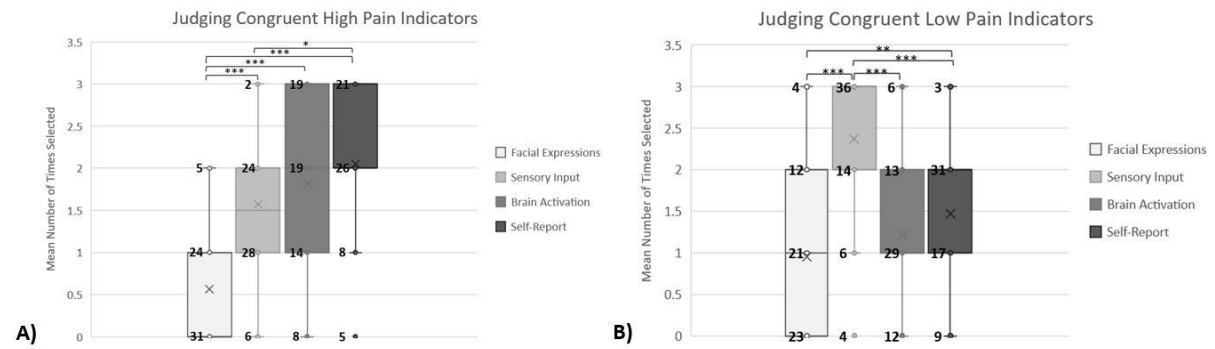 Judging Congruent High Pain Indicators
Mean Number of Times Selected
3.5
3
2.5
2
1.5
1
0.5
0
*
***
***
***
2 19 21
5 24 19 26
24 28 14 8
31 6 8 5
Facial Expressions
Sensory Input
Brain Activation
Self-Report
A)
Judging Congruent Low Pain Indicators
Mean Number of Times Selected
3.5
3
2.5
2
1.5
1
0.5
0
**
***
*** ***
4 36 6 3
12 14 13 31
21 6 29 17
23 4 12 9
Facial Expressions
Sensory Input
Brain Activation
Self-Report
B)